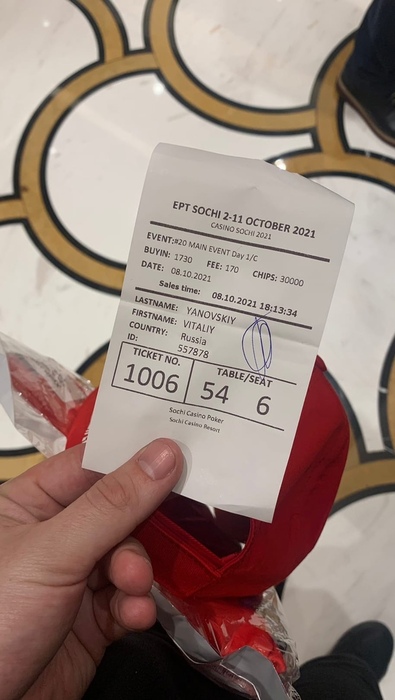 EPT SOCHI 2-11 OCTOBER 2021
CASINO SOCHI 2021
EVENT:#20 MAIN EVENT Day 1/C
BUYIN: 1730 FEE: 170 CHIPS: 30000
DATE: 08.10.2021
Sales time: 08.10.2021 18:13:34
LASTNAME: YANOVSKIY
FIRSTNAME: VITALIY
COUNTRY: Russia
ID: 557878
TICKET NO. TABLE/SEAT
1006 54 6
Sochi Casino Poker
Sochi Casino Resort